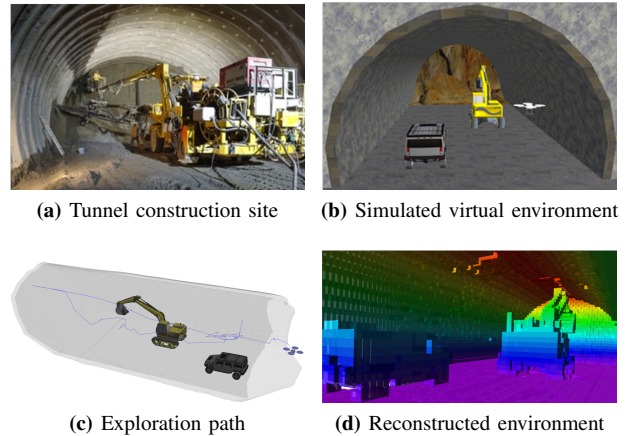 (a) Tunnel construction site
(b) Simulated virtual environment
(c) Exploration path
(d) Reconstructed environment